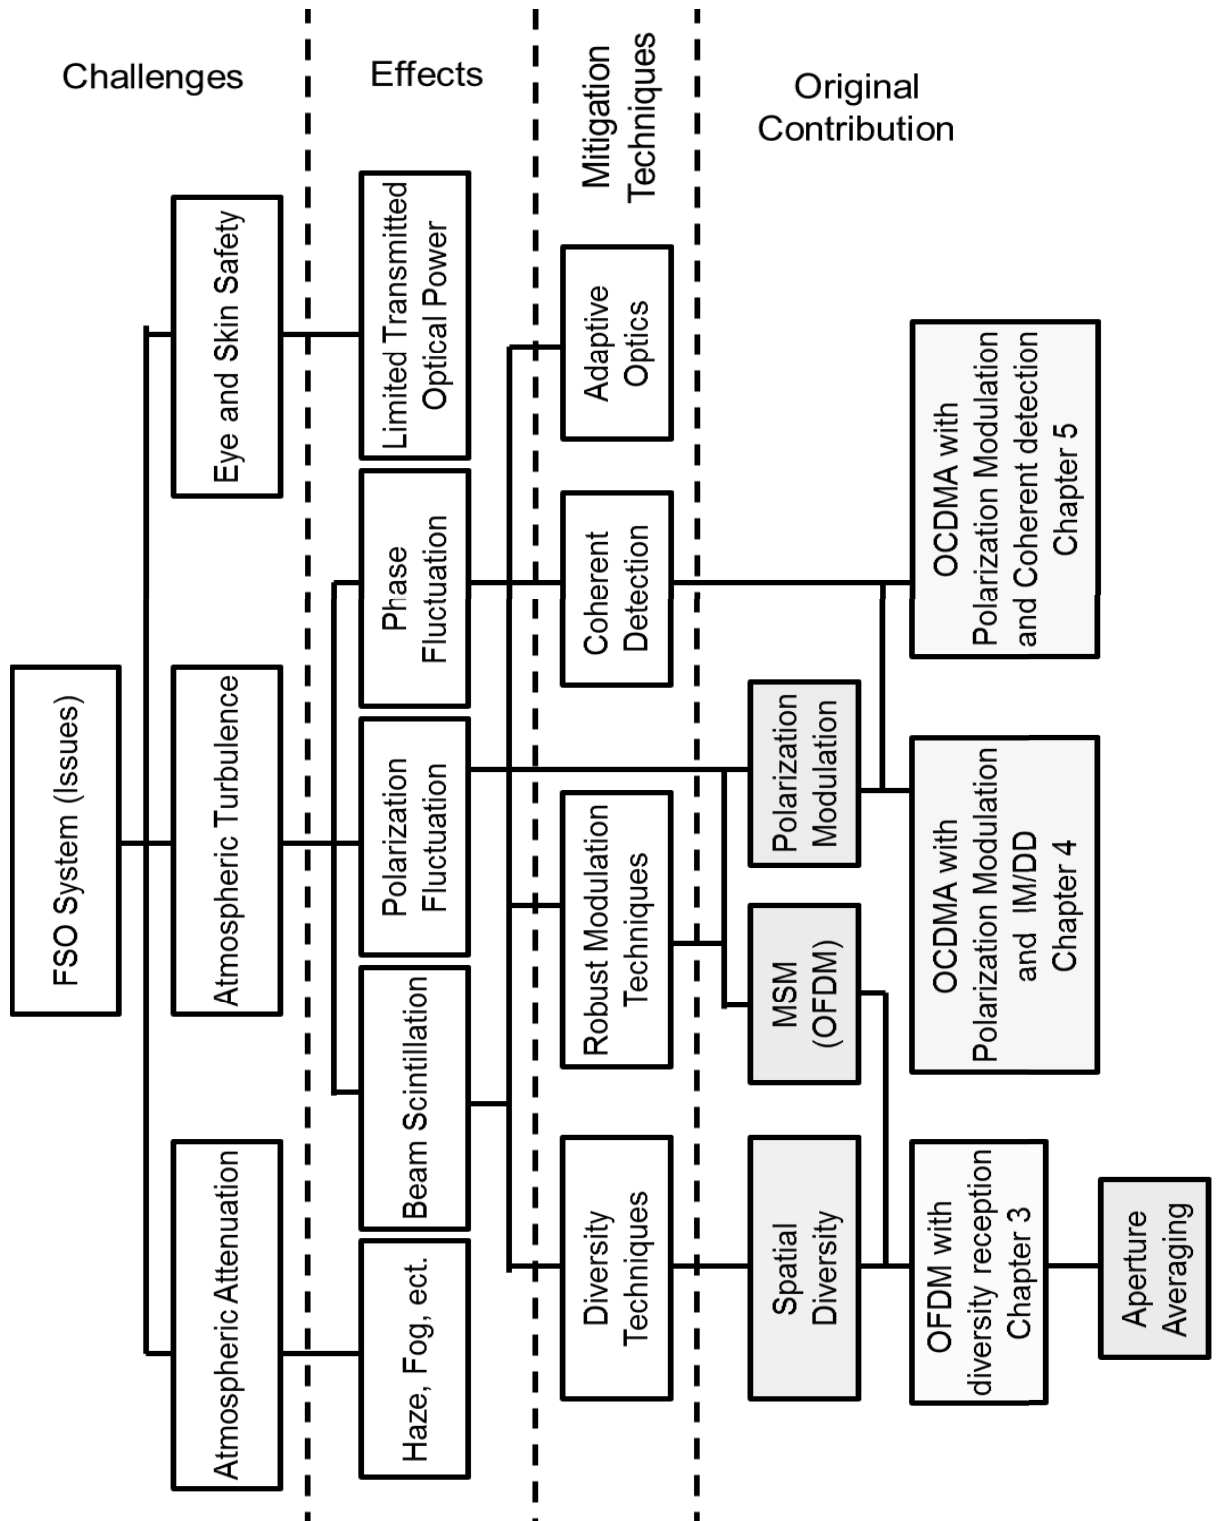 Challenges
Effects
Mitigation
Techniques
Original
Contribution
FSO System (Issues)
Atmospheric Attenuation
Atmospheric Turbulence
Eye and Skin Safety
Haze, Fog, ect.
Beam Scintillation
Polarization
Fluctuation
Phase
Fluctuation
Limited Transmitted
Optical Power
Diversity
Techniques
Robust Modulation
Techniques
Coherent
Detection
Adaptive
Optics
Spatial
Diversity
MSM
(OFDM)
Polarization
Modulation
OFDM with
diversity reception
Chapter 3
OCDMA with
Polarization Modulation
and IM/DD
Chapter 4
OCDMA with
Polarization Modulation
and Coherent detection
Chapter 5
Aperture
Averaging